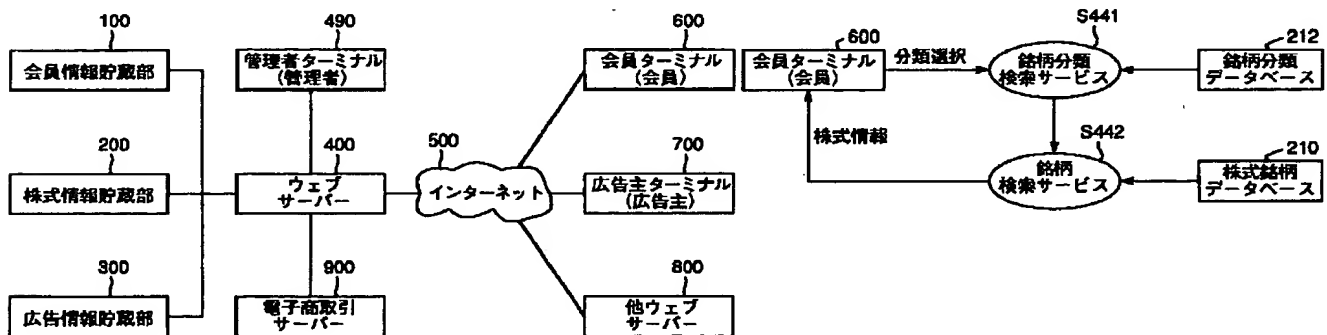 100
会員情報貯蔵部
200
株式情報貯蔵部
300
広告情報貯蔵部
490
管理者ターミナル
(管理者)
400
ウェブ
サーバー
900
電子商取引
サーバー
500
インターネット
600
会員ターミナル
(会員)
700
広告主ターミナル
(広告主)
800
他ウェブ
サーバー
600
会員ターミナル
(会員)
分類選択
株式情報
S441
銘柄分類
検索サービス
212
銘柄分類
データベース
S442
銘柄
検索サービス
210
株式銘柄
データベース